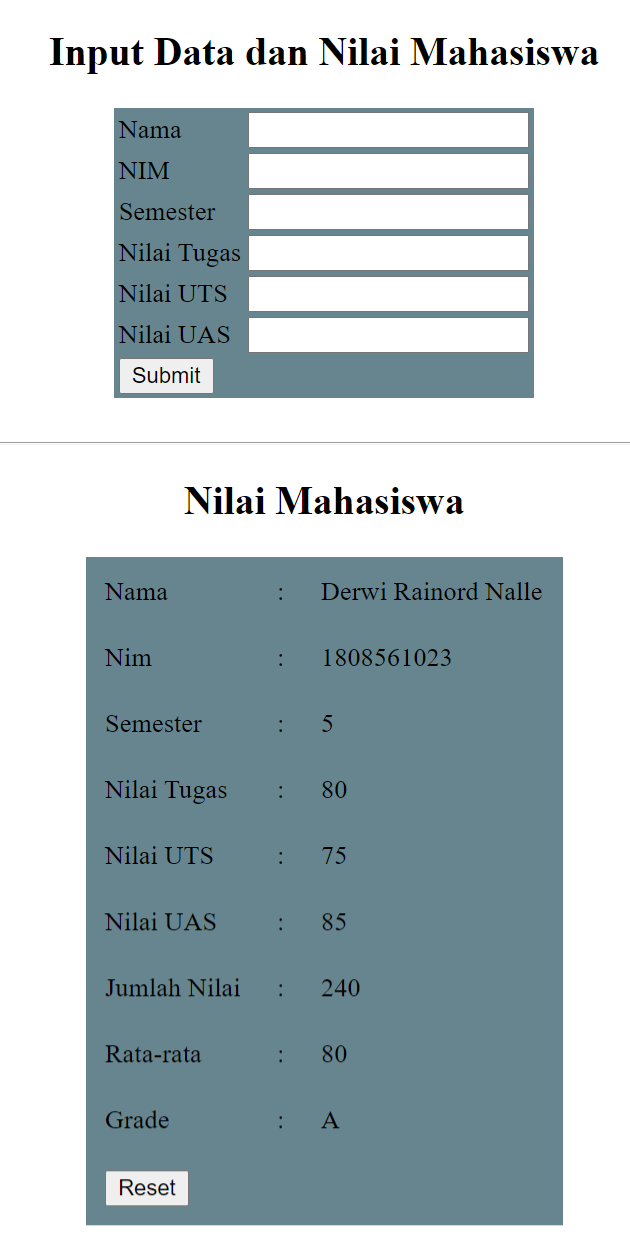 Input Data dan Nilai Mahasiswa
Nama
NIM
Semester
Nilai Tugas
Nilai UTS
Nilai UAS
Submit
Nilai Mahasiswa
Nama : Derwi Rainord Nalle
Nim : 1808561023
Semester : 5
Nilai Tugas : 80
Nilai UTS : 75
Nilai UAS : 85
Jumlah Nilai : 240
Rata-rata : 80
Grade : A
Reset